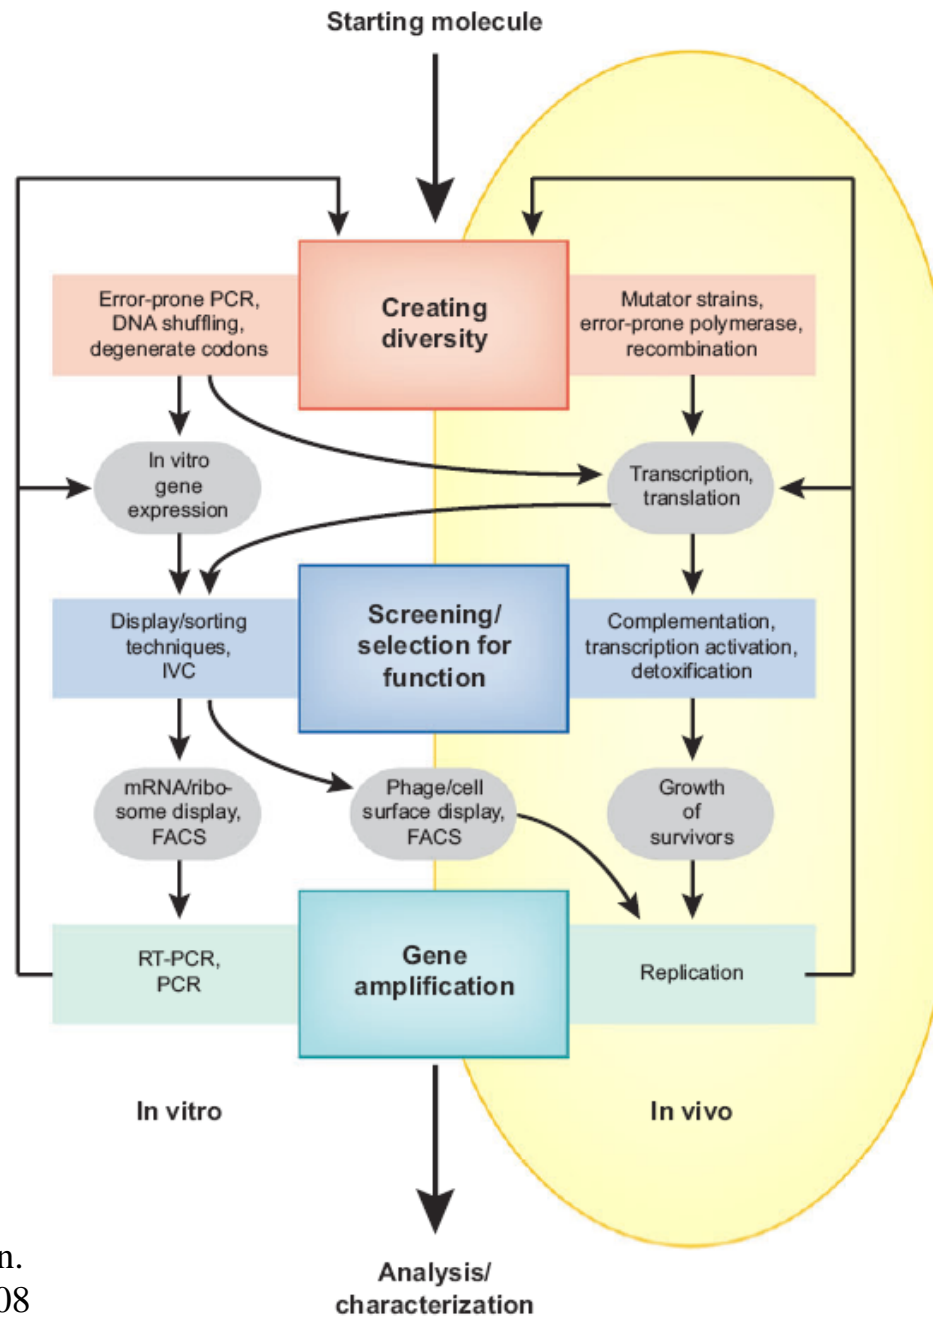 Starting molecule
Creating
diversity
Error-prone PCR,
DNA shuffling,
degenerate codons
Mutator strains,
error-prone polymerase,
recombination
In vitro
gene
expression
Transcription,
translation
Screening/
selection for
function
Display/sorting
techniques,
IVC
Complementation,
transcription activation,
detoxification
mRNA/ribo-
some display,
FACS
Phage/cell
surface display,
FACS
Growth
of
survivors
Gene
amplification
RT-PCR,
PCR
Replication
In vitro
In vivo
Analysis/
characterization
n.
08